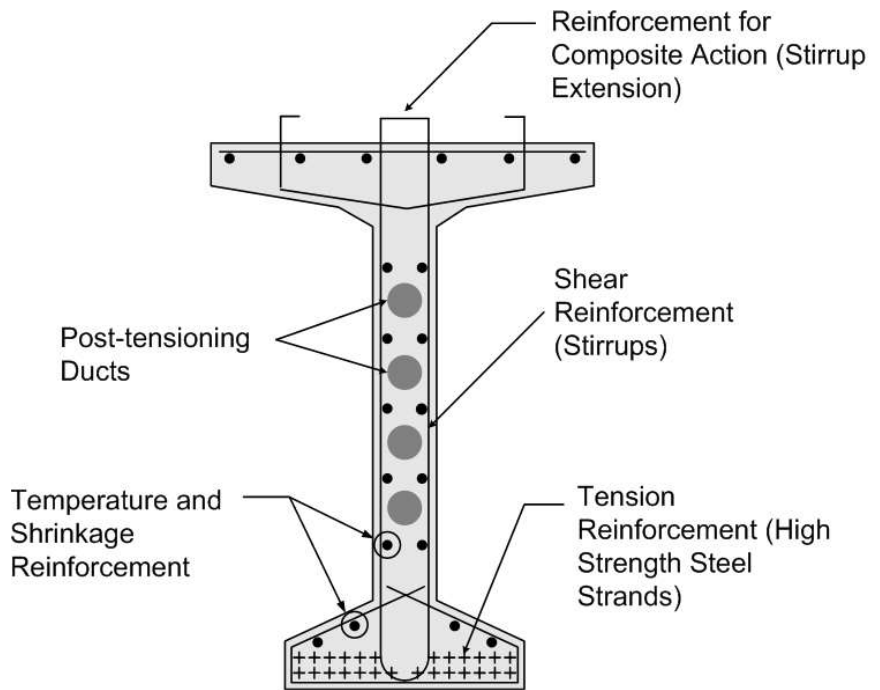 Reinforcement for
Composite Action (Stirrup
Extension)
Shear
Reinforcement
(Stirrups)
Post-tensioning
Ducts
Temperature and
Shrinkage
Reinforcement
Tension
Reinforcement (High
Strength Steel
Strands)